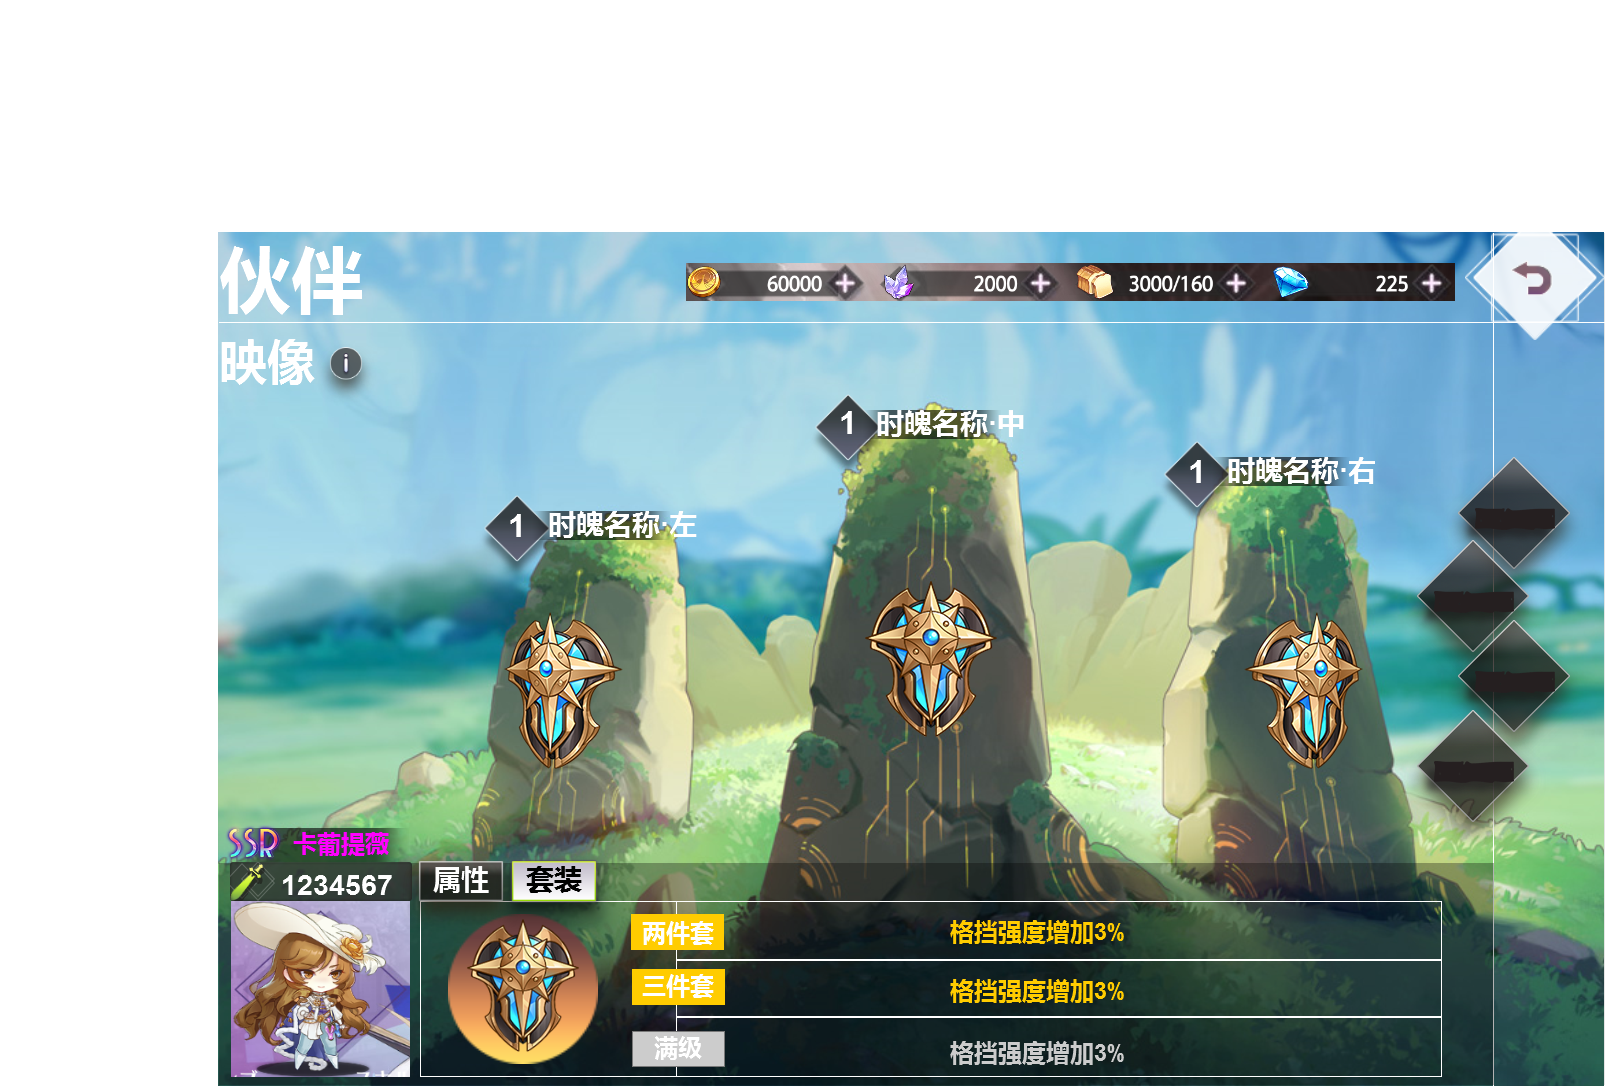 伙伴
60000 2000 3000/160 225
映像 i
1 时魄名称·中
1 时魄名称·右
1 时魄名称·左
SSR 卡葡提薇
1234567 属性 套装
两件套 格挡强度增加3%
三件套 格挡强度增加3%
满级 格挡强度增加3%